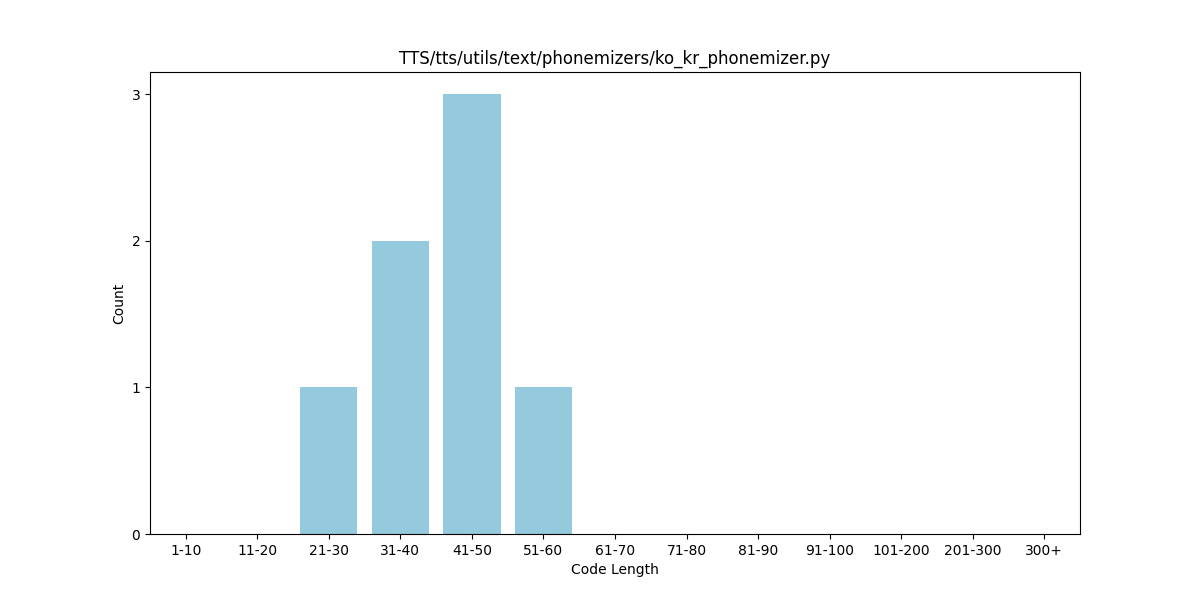 TTS/tts/utils/text/phonemizers/ko_kr_phonemizer.py
Count
3
2
1
0
1-10 11-20 21-30 31-40 41-50 51-60 61-70 71-80 81-90 91-100 101-200 201-300 300+
Code Length